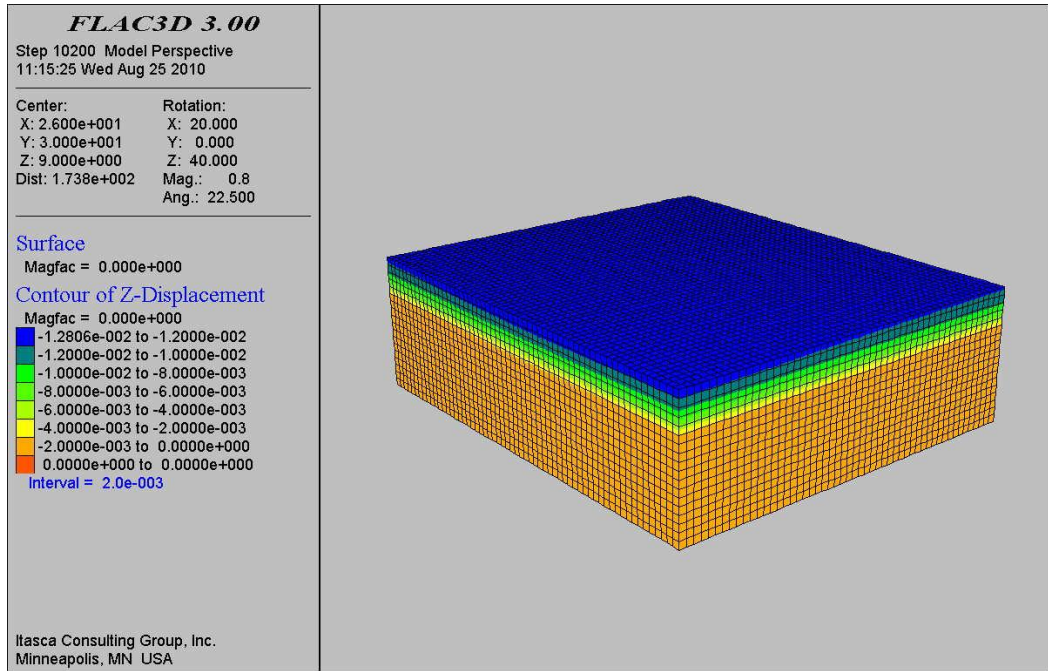 FLAC3D 3.00
Step 10200 Model Perspective
11:15:25 Wed Aug 25 2010
Center: Rotation:
X: 2.600e+001 X: 20.000
Y: 3.000e+001 Y: 0.000
Z: 9.000e+000 Z: 40.000
Dist: 1.738e+002 Mag.: 0.8
Ang.: 22.500
Surface
Magfac = 0.000e+000
Contour of Z-Displacement
Magfac = 0.000e+000
-1.2806e-002 to -1.2000e-002
-1.2000e-002 to -1.0000e-002
-1.0000e-002 to -8.0000e-003
-8.0000e-003 to -6.0000e-003
-6.0000e-003 to -4.0000e-003
-4.0000e-003 to -2.0000e-003
-2.0000e-003 to 0.0000e+000
0.0000e+000 to 0.0000e+000
Interval = 2.0e-003
Itasca Consulting Group, Inc.
Minneapolis, MN USA